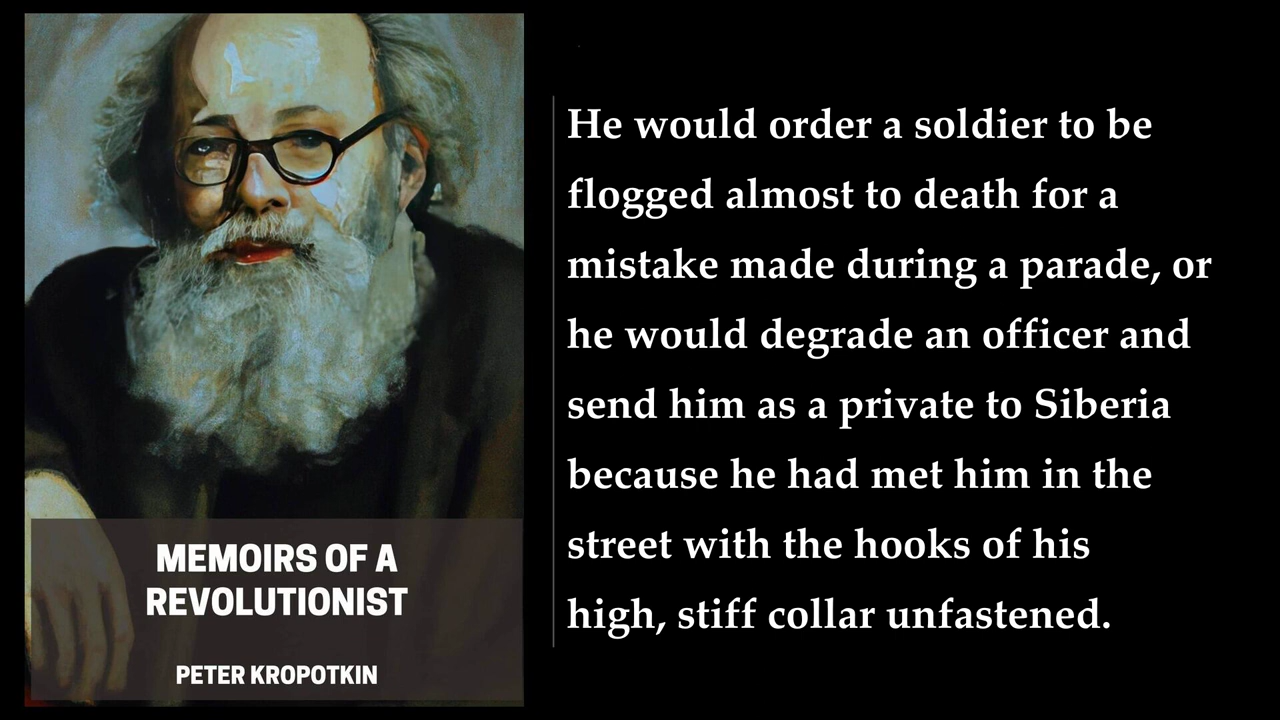 MEMOIRS OF A
REVOLUTIONIST
PETER KROPOTKIN
He would order a soldier to be
flogged almost to death for a
mistake made during a parade, or
he would degrade an officer and
send him as a private to Siberia
because he had met him in the
street with the hooks of his
high, stiff collar unfastened.